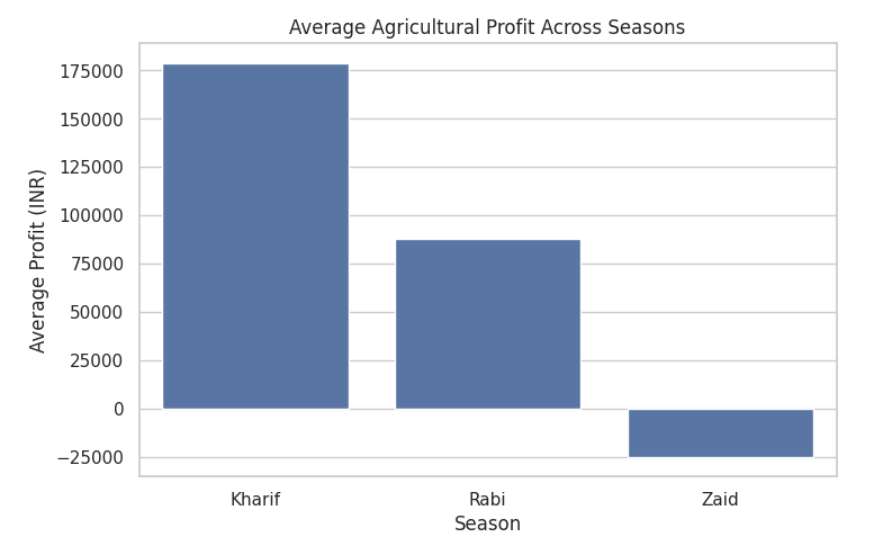 Average Agricultural Profit Across Seasons
Average Profit (INR)
175000
150000
125000
100000
75000
50000
25000
0
−25000
Kharif Rabi Zaid
Season